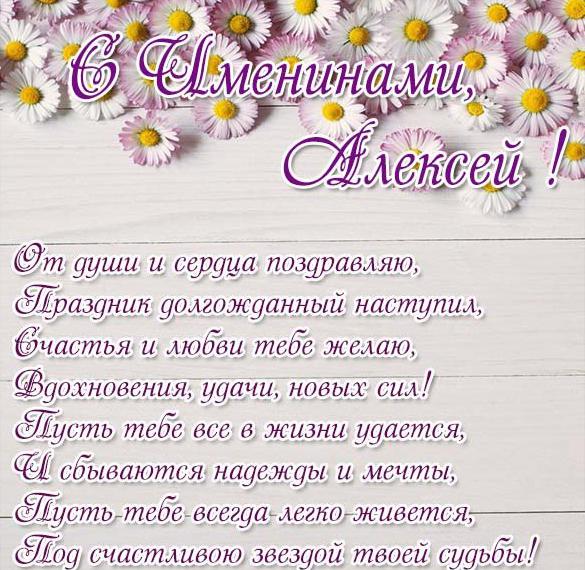 С Именинами,
Алексей !
От души и сердца поздравляю,
Праздник долгожданный наступил,
Счастья и любви тебе желаю,
Вдохновения, удачи, новых сил!
Пусть тебе все в жизни удается,
И сбываются надежды и мечты,
Пусть тебе всегда легко живется,
Под счастливою звездой твоей судьбы!